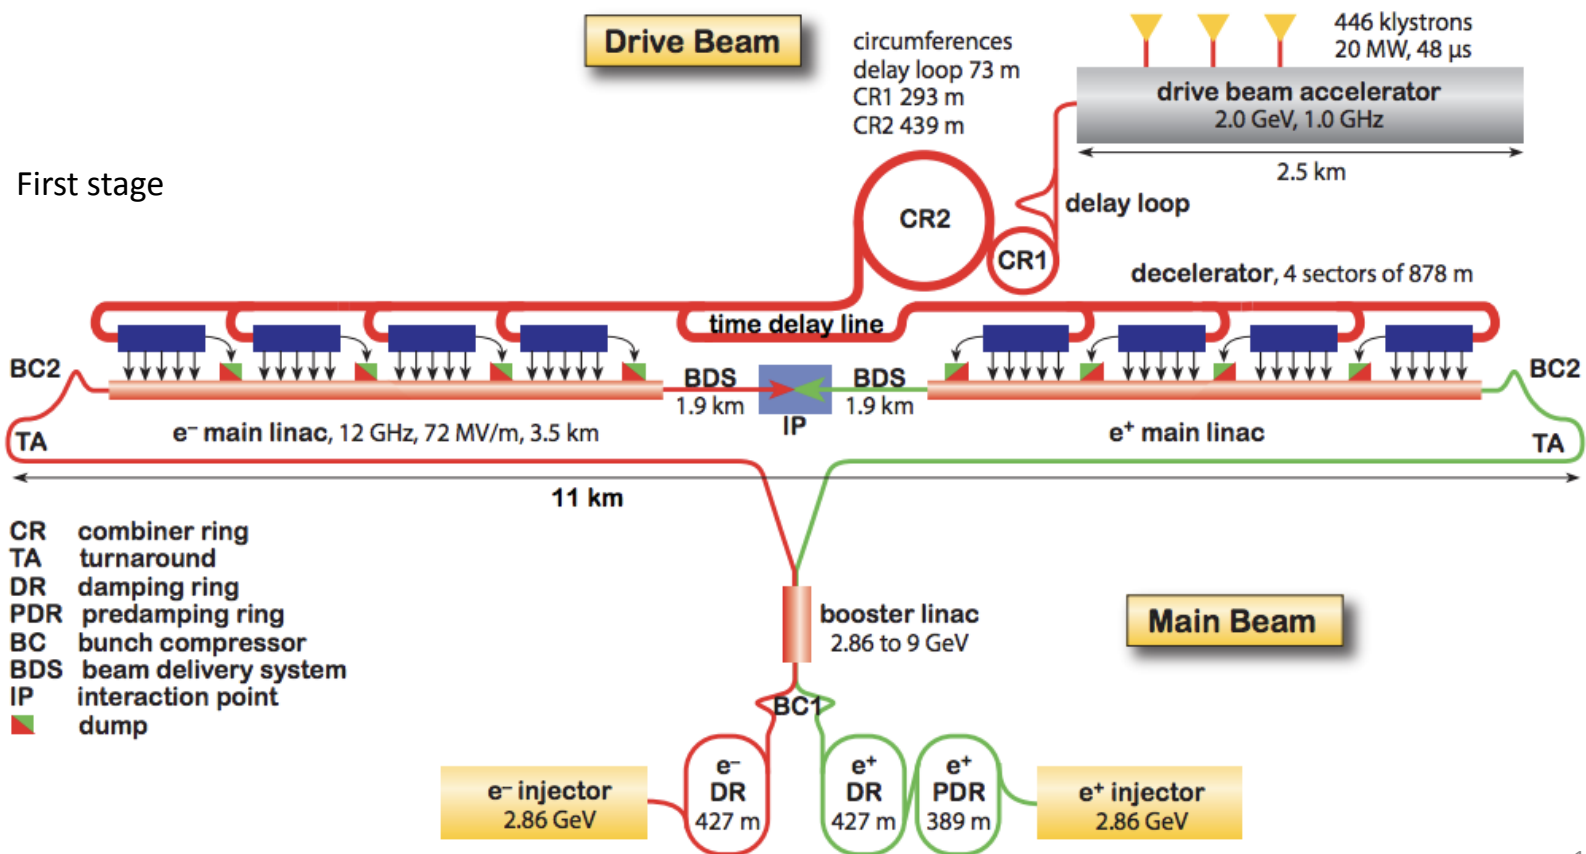 Drive Beam
circumferences
delay loop 73 m
CR1 293 m
CR2 439 m
446 klystrons
20 MW, 48 µs
drive beam accelerator
2.0 GeV, 1.0 GHz
2.5 km
First stage
delay loop
CR2
CR1
decelerator, 4 sectors of 878 m
time delay line
BC2
BDS
1.9 km
IP
BDS
1.9 km
BC2
TA
e⁻ main linac, 12 GHz, 72 MV/m, 3.5 km
e⁺ main linac
TA
11 km
CR combiner ring
TA turnaround
DR damping ring
PDR predamping ring
BC bunch compressor
BDS beam delivery system
IP interaction point
dump
booster linac
2.86 to 9 GeV
Main Beam
BC1
e⁻ injector
2.86 GeV
e⁻
DR
427 m
e⁺
DR
427 m
e⁺
PDR
389 m
e⁺ injector
2.86 GeV